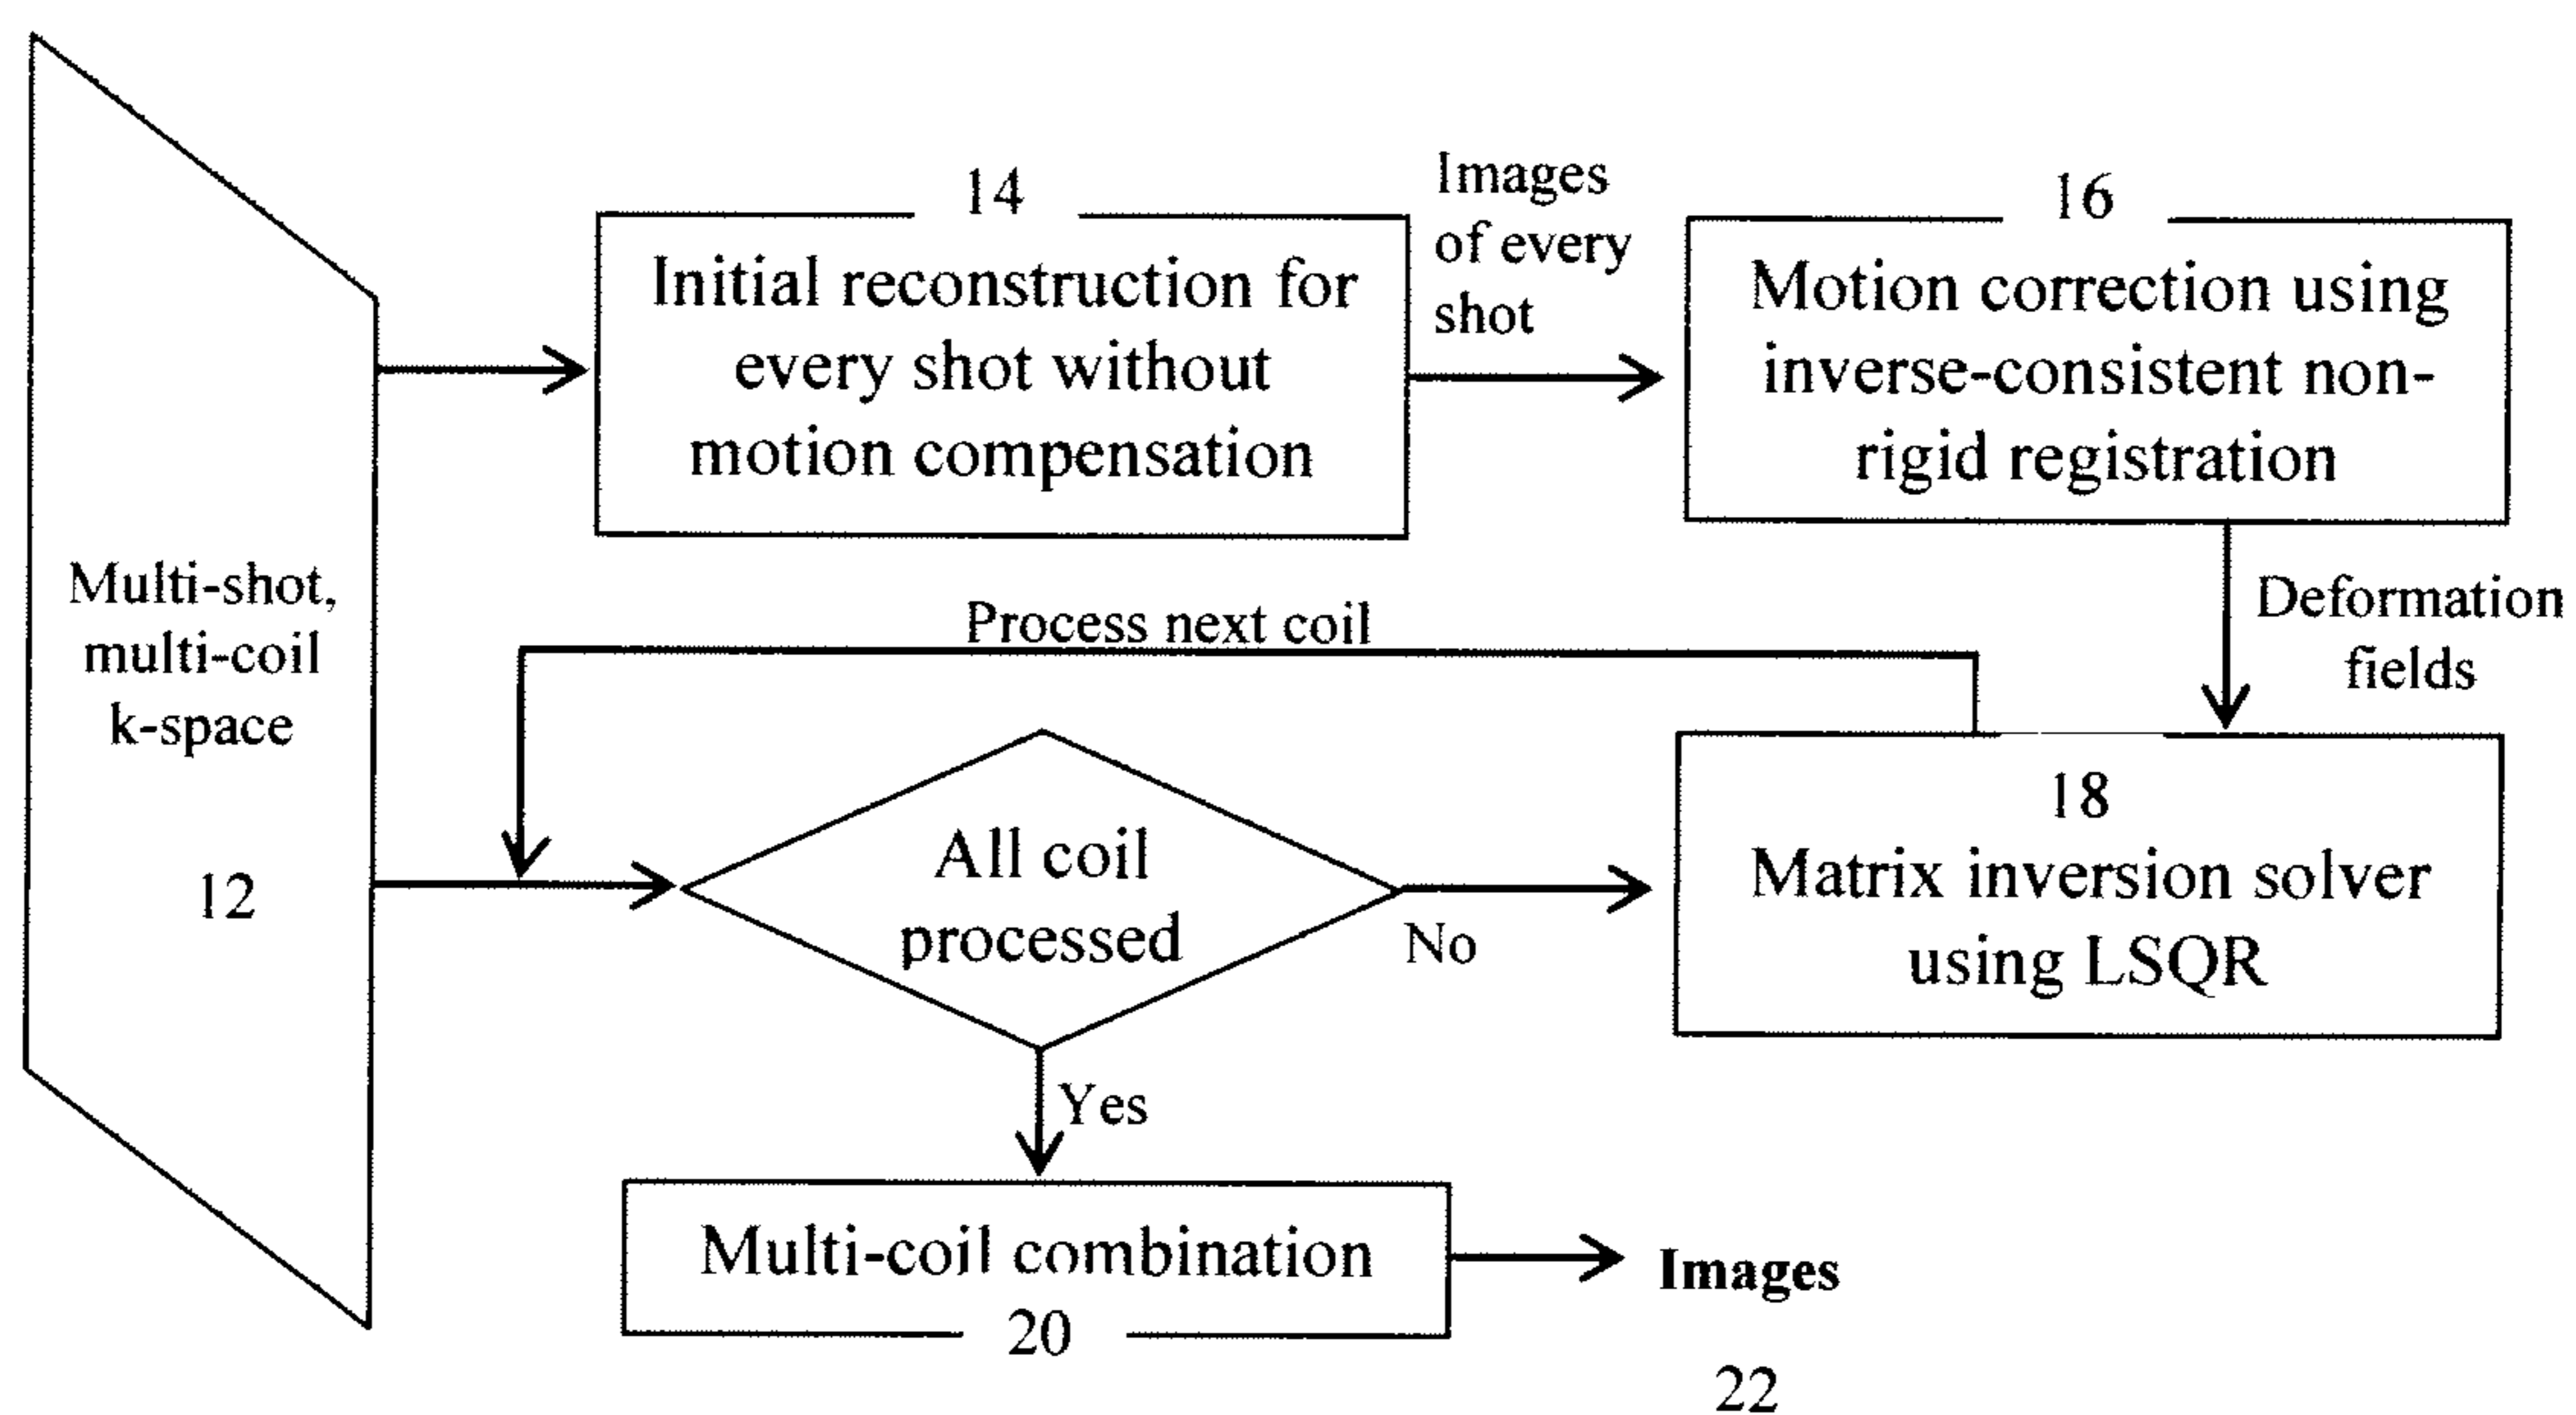 14
Initial reconstruction for
every shot without
motion compensation
Images
of every
shot
16
Motion correction using
inverse-consistent non-
rigid registration
Multi-shot,
multi-coil
k-space
12
Process next coil
Deformation
fields
All coil
processed
No
18
Matrix inversion solver
using LSQR
Yes
Multi-coil combination
20
Images
22